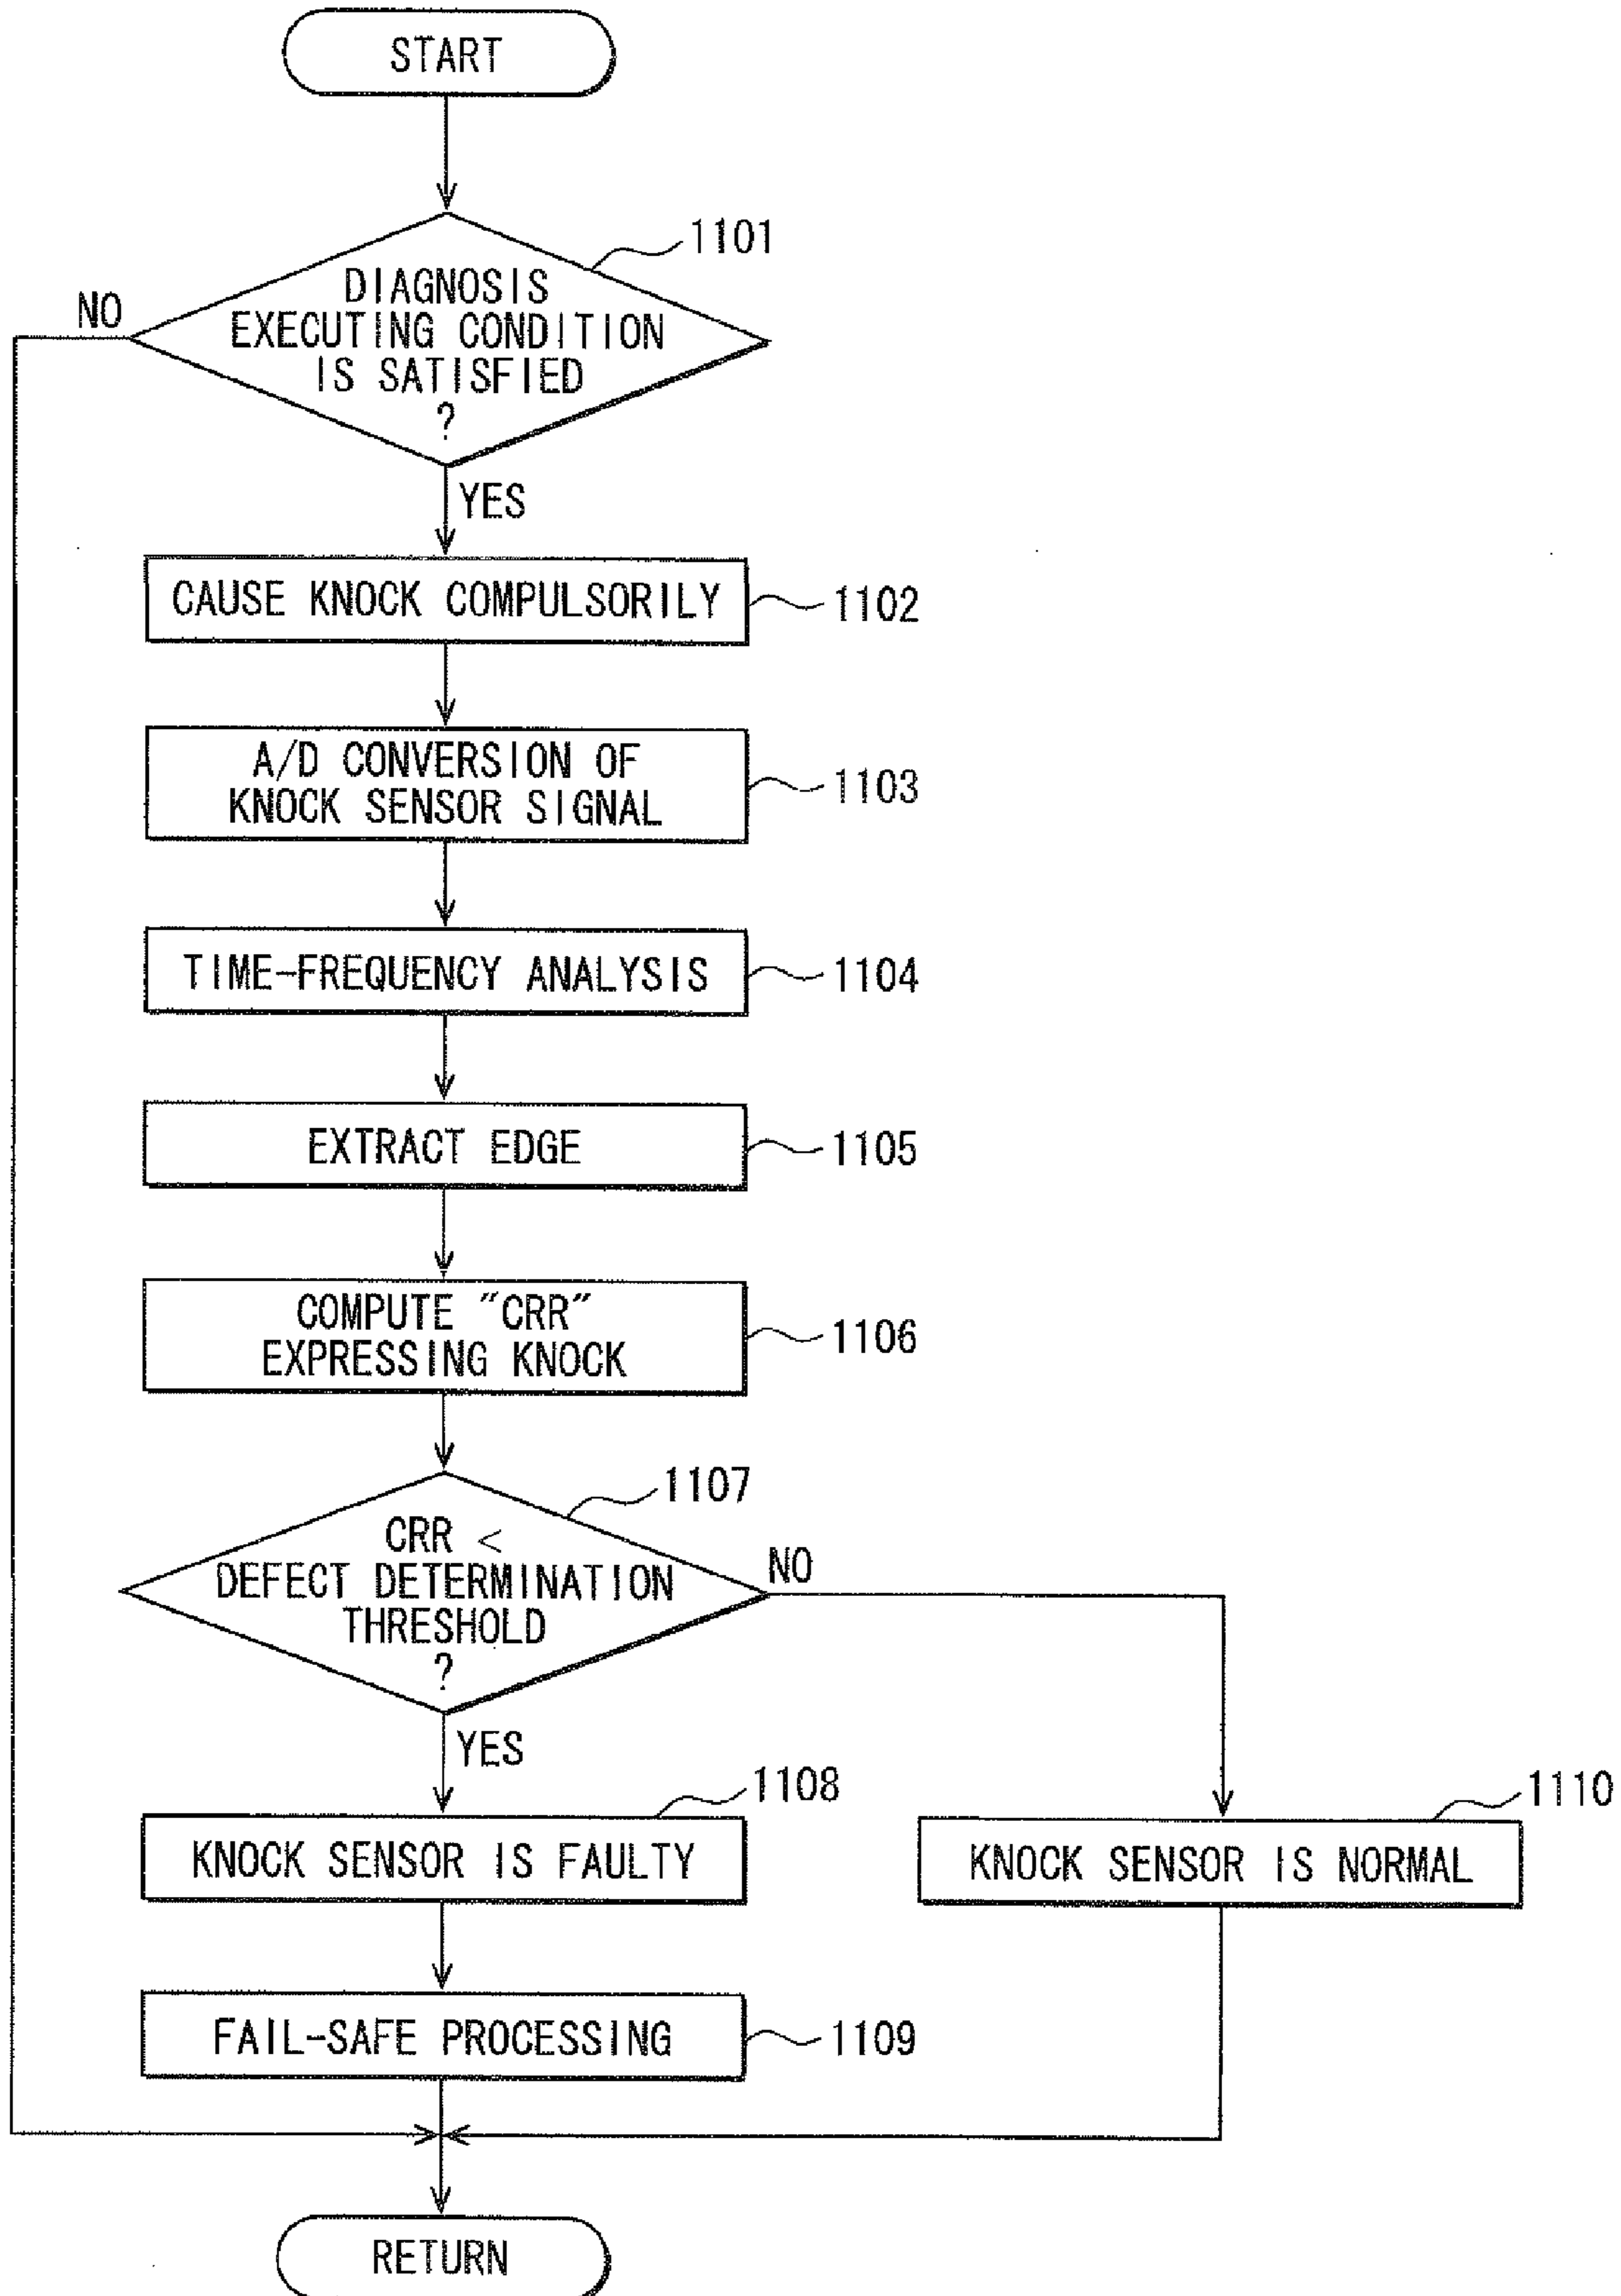 START
1101
DIAGNOSIS
EXECUTING CONDITION
IS SATISFIED
?
NO
YES
CAUSE KNOCK COMPULSORILY
1102
A/D CONVERSION OF
KNOCK SENSOR SIGNAL
1103
TIME-FREQUENCY ANALYSIS
1104
EXTRACT EDGE
1105
COMPUTE "CRR"
EXPRESSING KNOCK
1106
1107
CRR <
DEFECT DETERMINATION
THRESHOLD
?
NO
YES
1108
KNOCK SENSOR IS FAULTY
1110
KNOCK SENSOR IS NORMAL
FAIL-SAFE PROCESSING
1109
RETURN